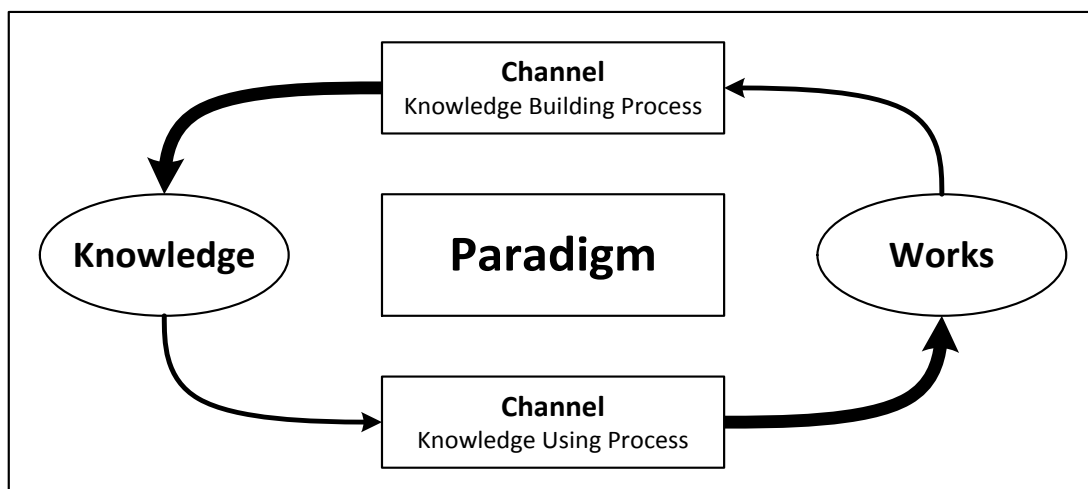 Channel
Knowledge Building Process
Knowledge
Paradigm
Works
Channel
Knowledge Using Process